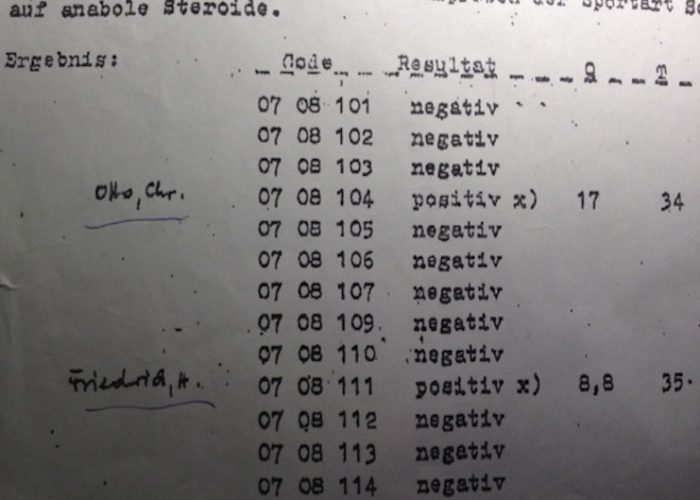 der Sportart
auf anabole Steroide.
Ergebnis: Code Resultat Q T
07 08 101 negativ
07 08 102 negativ
07 08 103 negativ
Otto, Chr. 07 08 104 positiv x) 17 34
07 08 105 negativ
07 08 106 negativ
07 08 107 negativ
07 08 109 negativ
07 08 110 negativ
Friedrich, H. 07 08 111 positiv x) 8,8 35
07 08 112 negativ
07 08 113 negativ
07 08 114 negativ